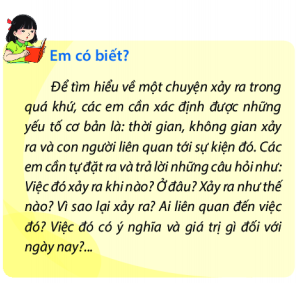 Em có biết?
Để tìm hiểu về một chuyện xảy ra trong
quá khứ, các em cần xác định được những
yếu tố cơ bản là: thời gian, không gian xảy
ra và con người liên quan tới sự kiện đó. Các
em cần tự đặt ra và trả lời những câu hỏi như:
Việc đó xảy ra khi nào? Ở đâu? Xảy ra như thế
nào? Vì sao lại xảy ra? Ai liên quan đến việc
đó? Việc đó có ý nghĩa và giá trị gì đối với
ngày nay?...